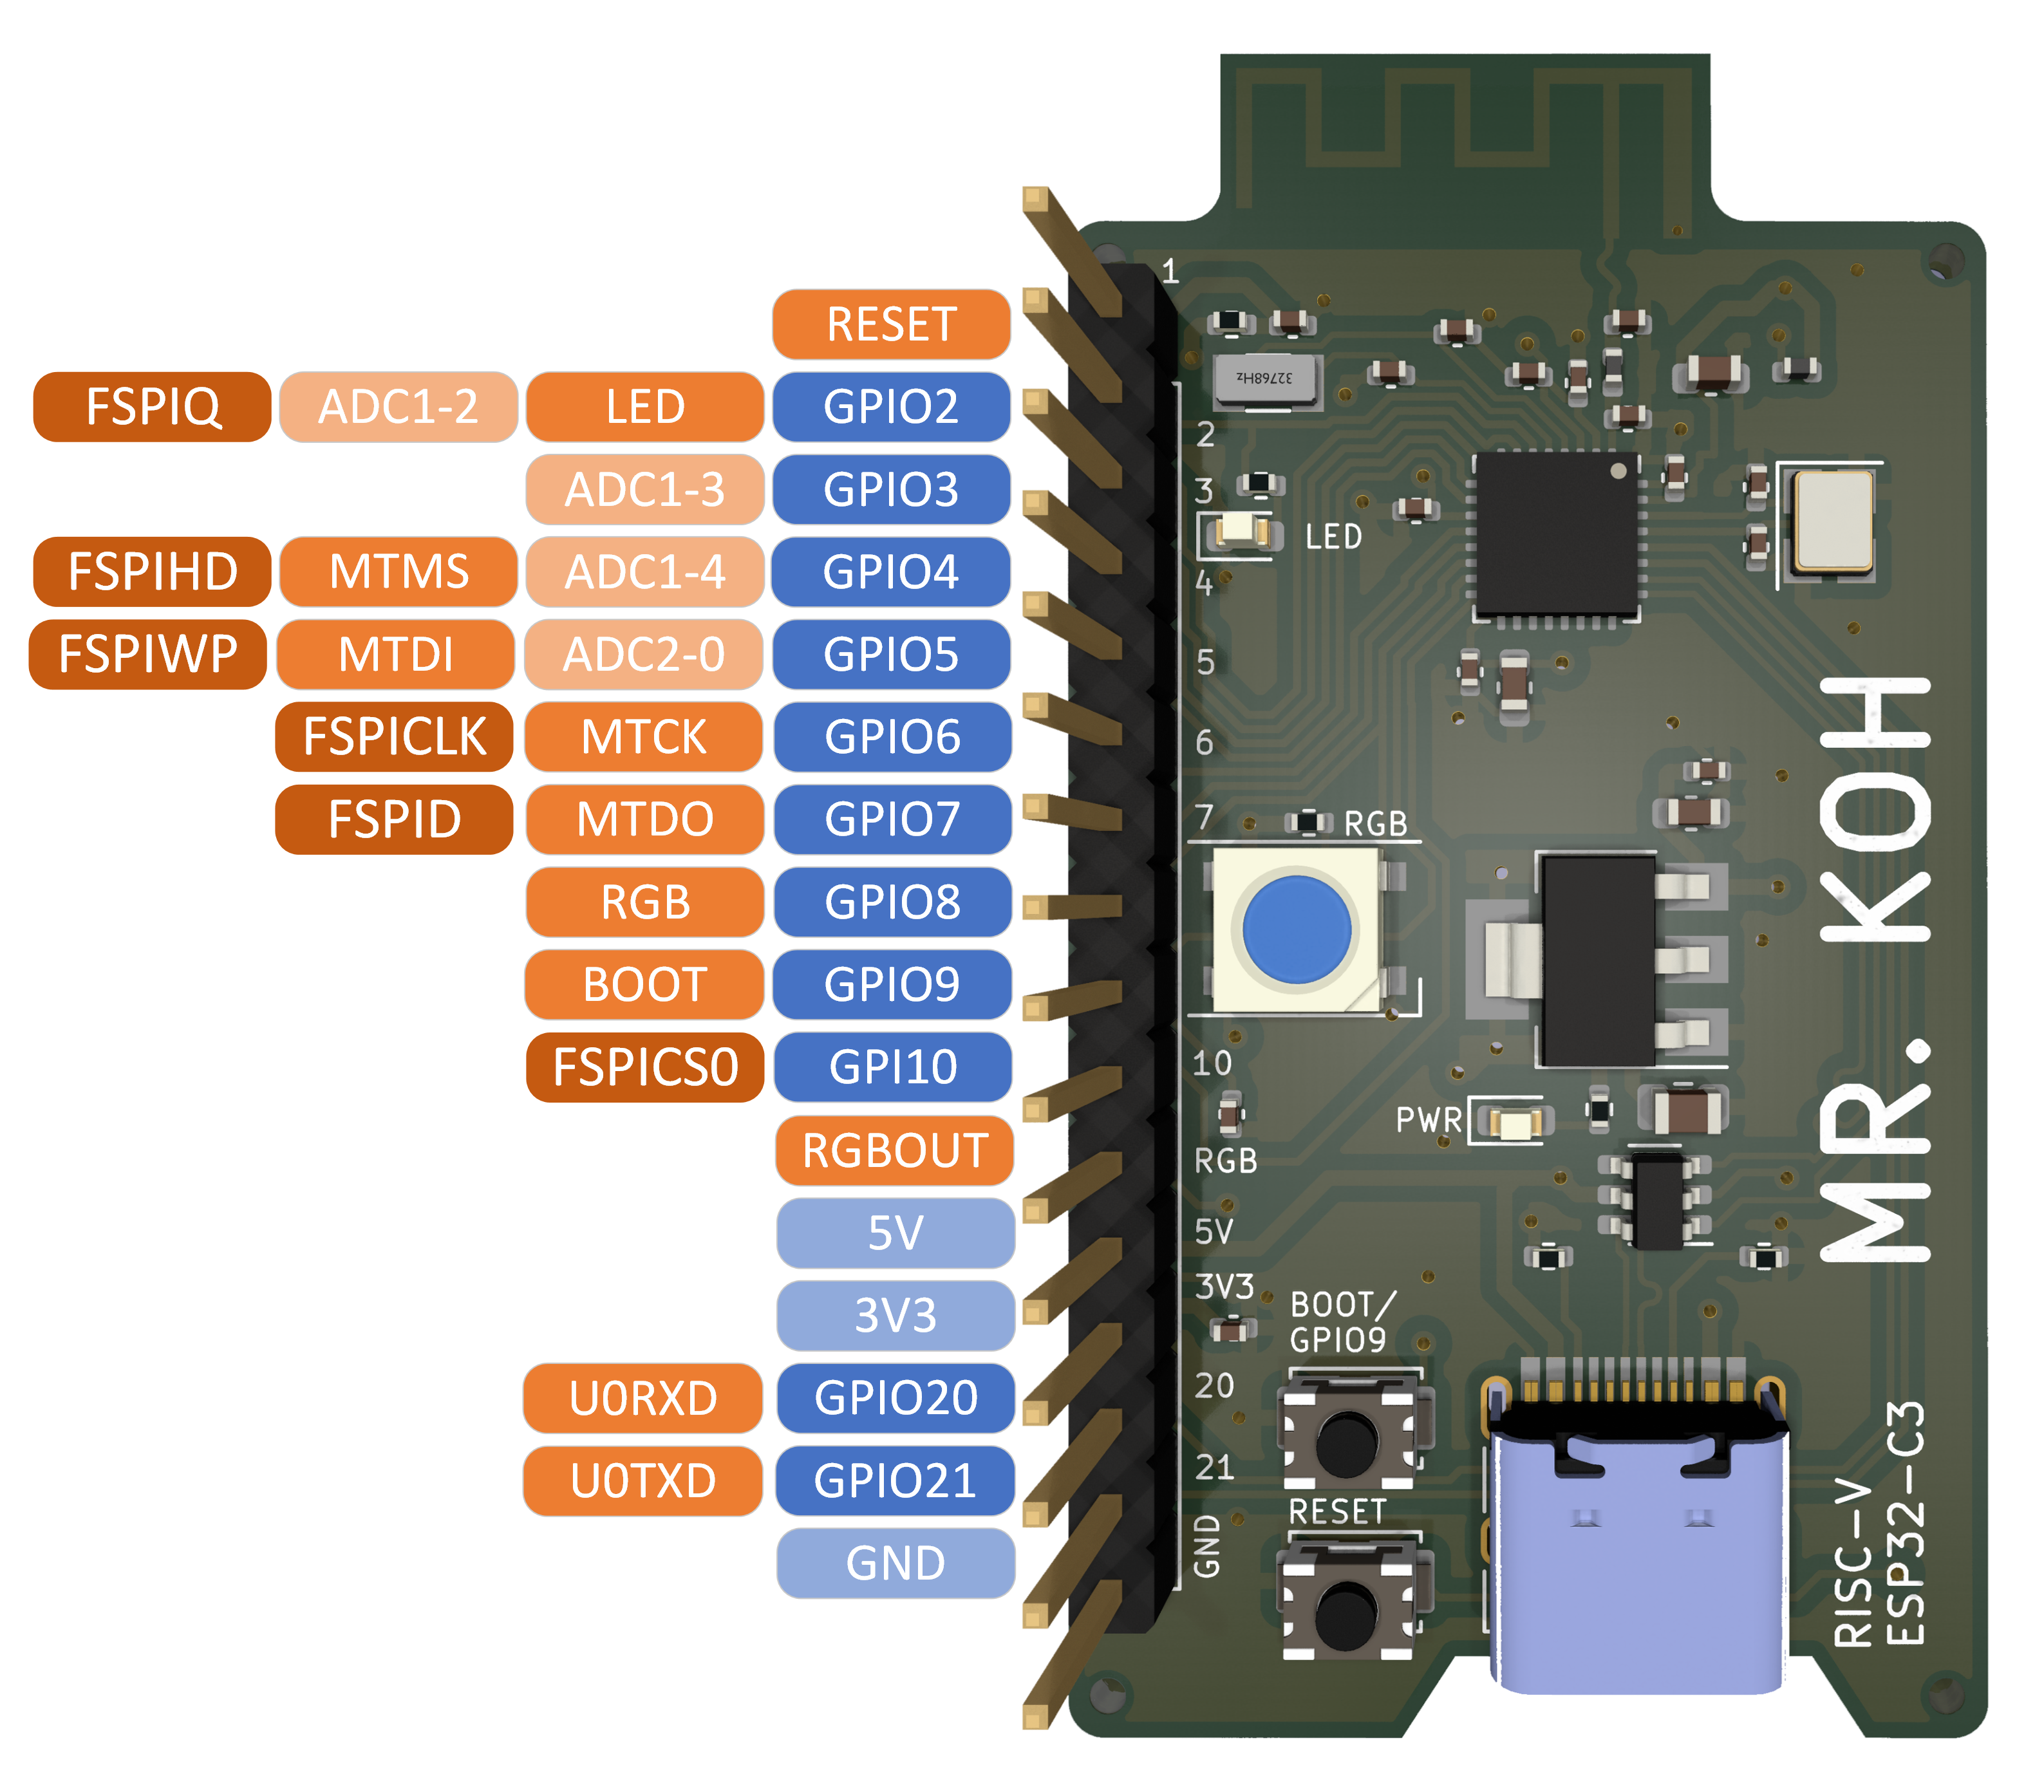 RESET
FSPIQ ADC1-2 LED GPIO2
ADC1-3 GPIO3
FSPIHD MTMS ADC1-4 GPIO4
FSPIWP MTDI ADC2-0 GPIO5
FSPICLK MTCK GPIO6
FSPID MTDO GPIO7
RGB GPIO8
BOOT GPIO9
FSPICS0 GPI10
RGBOUT
5V
3V3
U0RXD GPIO20
U0TXD GPIO21
GND
1
32768Hz
2
3
LED
4
5
6
7
RGB
10
PWR
RGB
5V
3V3
BOOT/
GPIO9
20
21
RESET
GND
MR. KOH
RISC-V
ESP32-C3